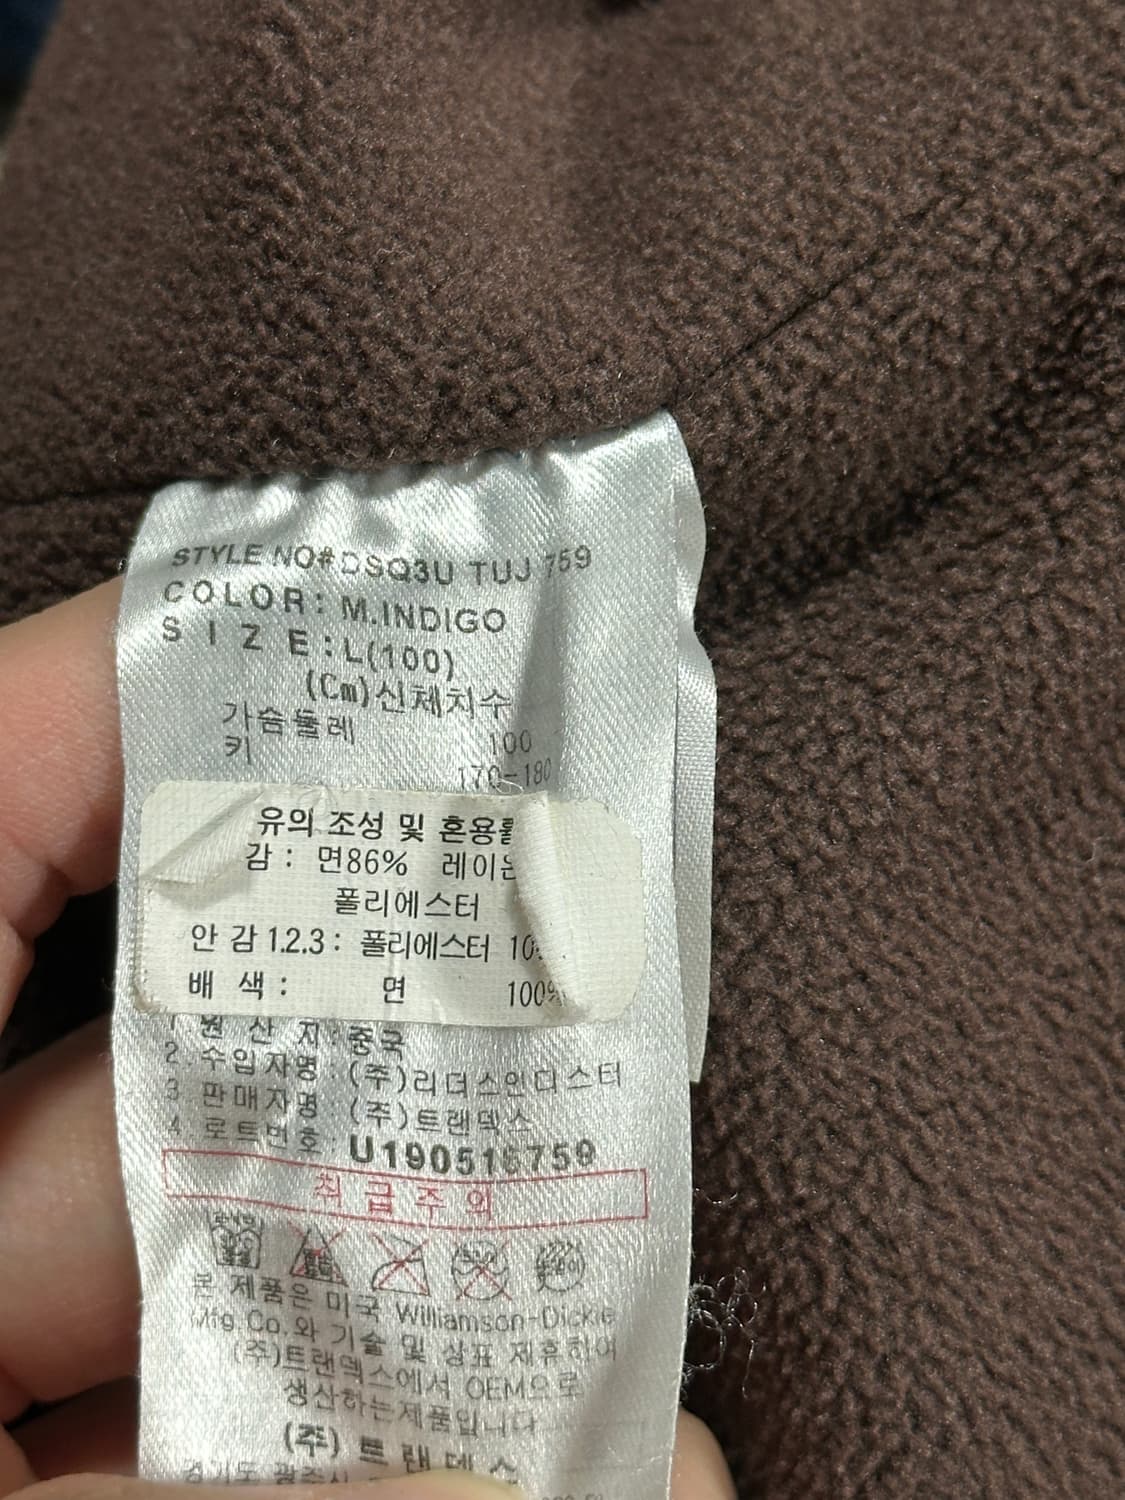 STYLE NO#DSQ3U TUJ 759
COLOR: M.INDIGO
SIZE:L(100)
(Cm)신체치수
가슴둘레 100
키 170-180
유의 조성 및 혼용률
감: 면86% 레이온
폴리에스터
안감1.2.3: 폴리에스터
배색: 면 100%
1 원산지: 중국
2.수입자명: (주)리더스인더스터
3 판매자명: (주)트랜덱스
4 로트번호: U190516759
취급주의
본 제품은 미국 Williamson-Dickie
Mfg.Co.와 기술 및 상표 제휴하여
(주)트랜덱스에서 OEM으로
생산하는제품입니다
(주)트랜덱스
경기도 광주시